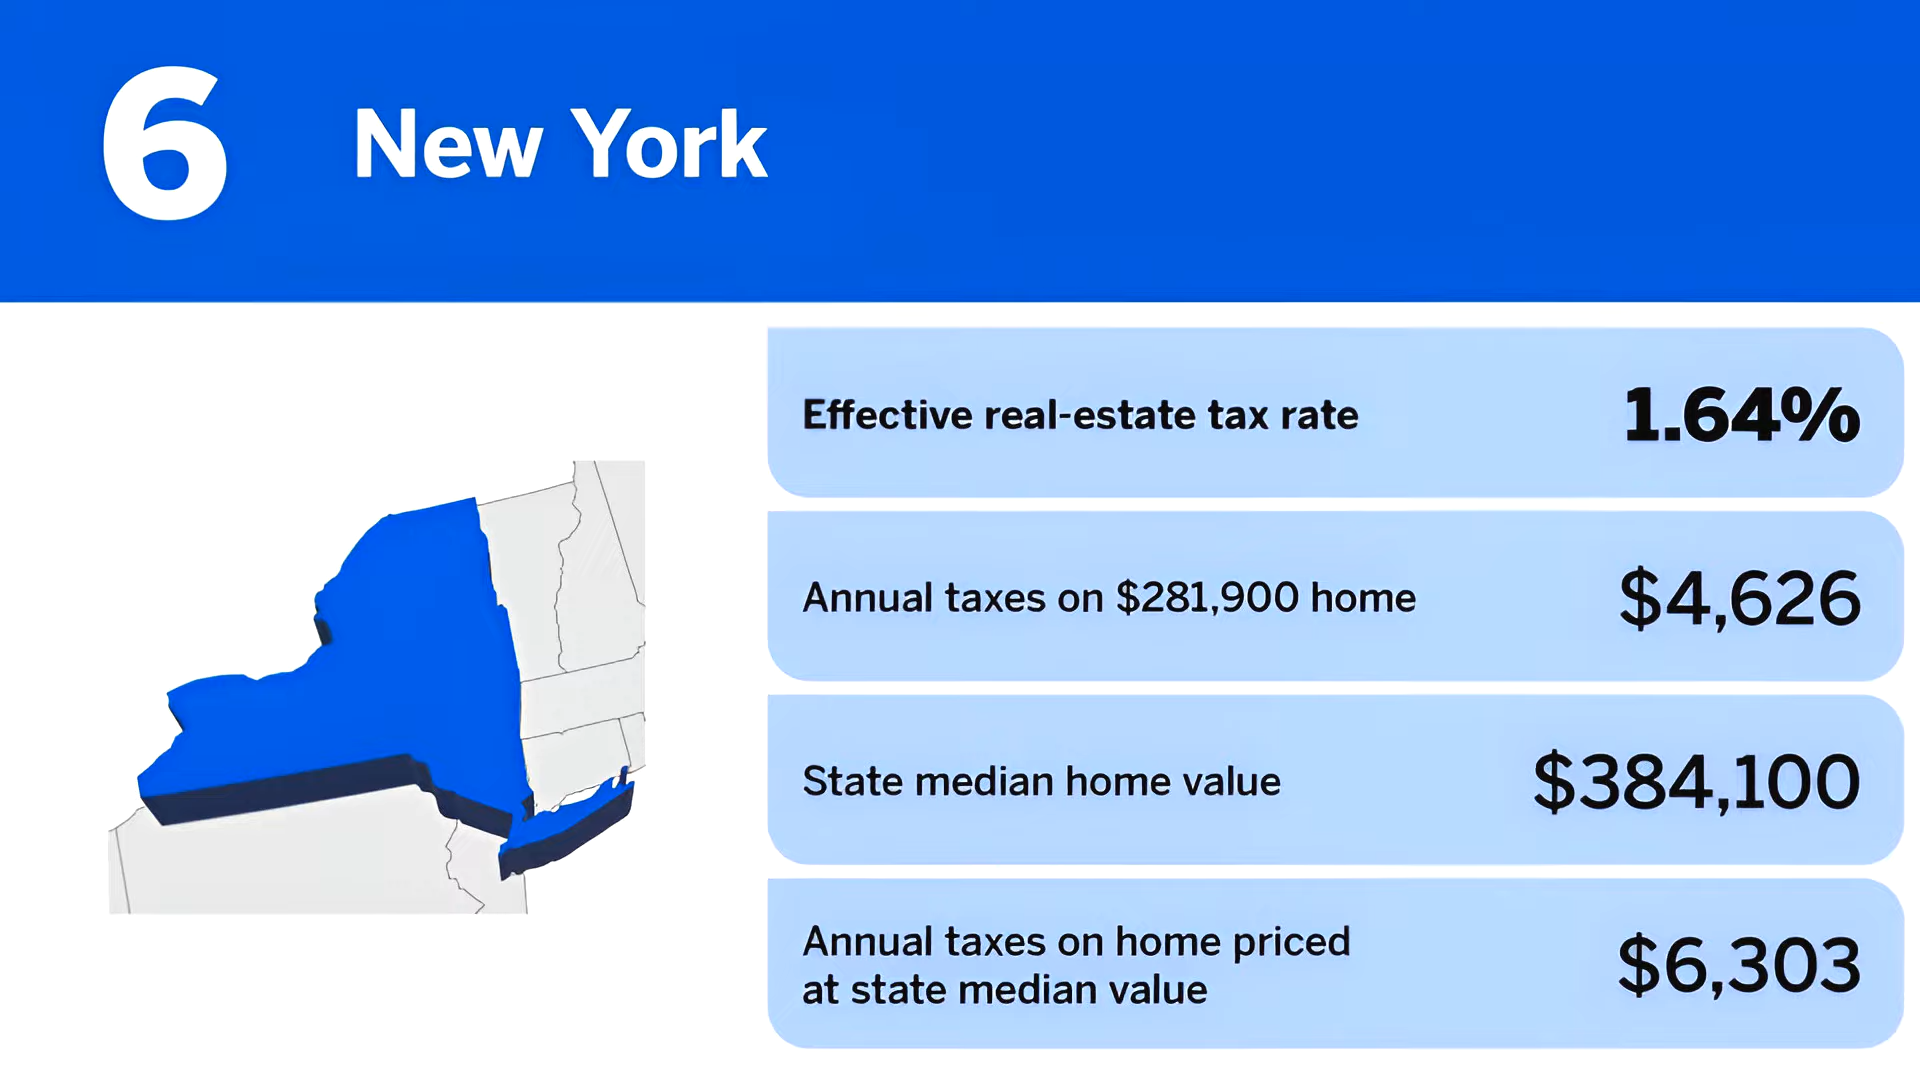 6
New York
Effective real-estate tax rate
1.64%
Annual taxes on $281,900 home
$4,626
State median home value
$384,100
Annual taxes on home priced
at state median value
$6,303